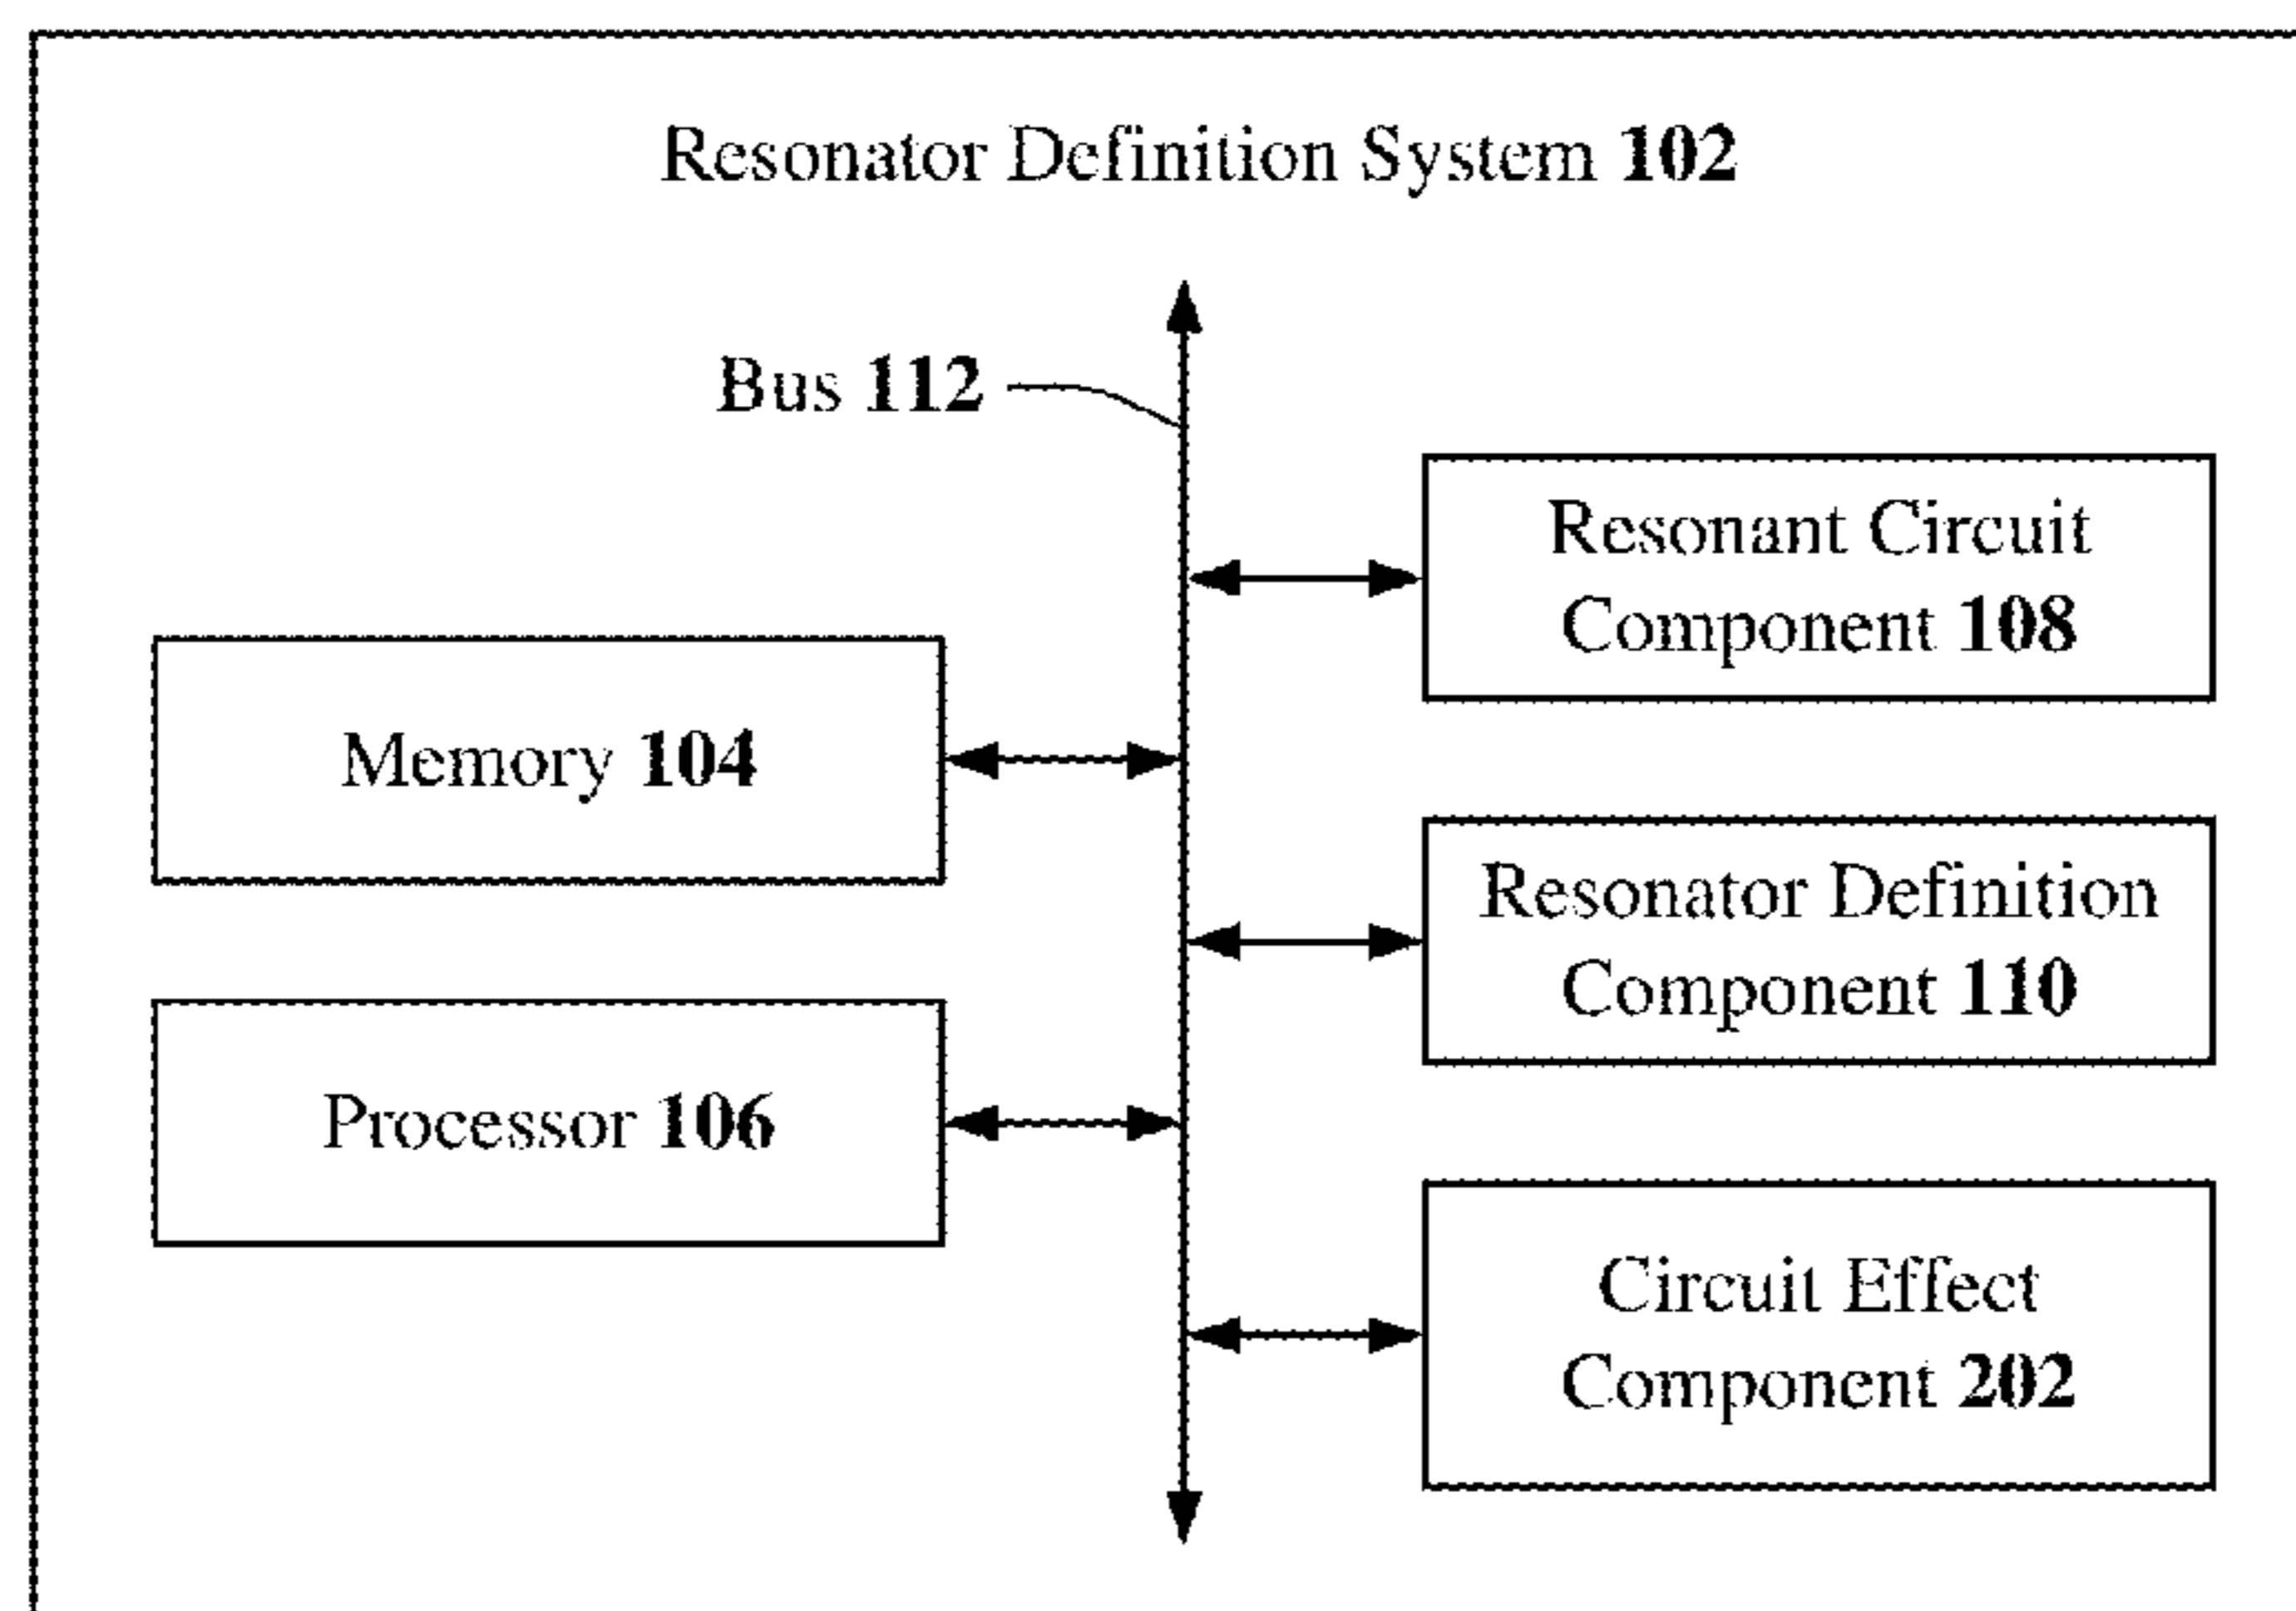 Resonator Definition System 102
Bus 112
Resonant Circuit
Component 108
Memory 104
Resonator Definition
Component 110
Processor 106
Circuit Effect
Component 202